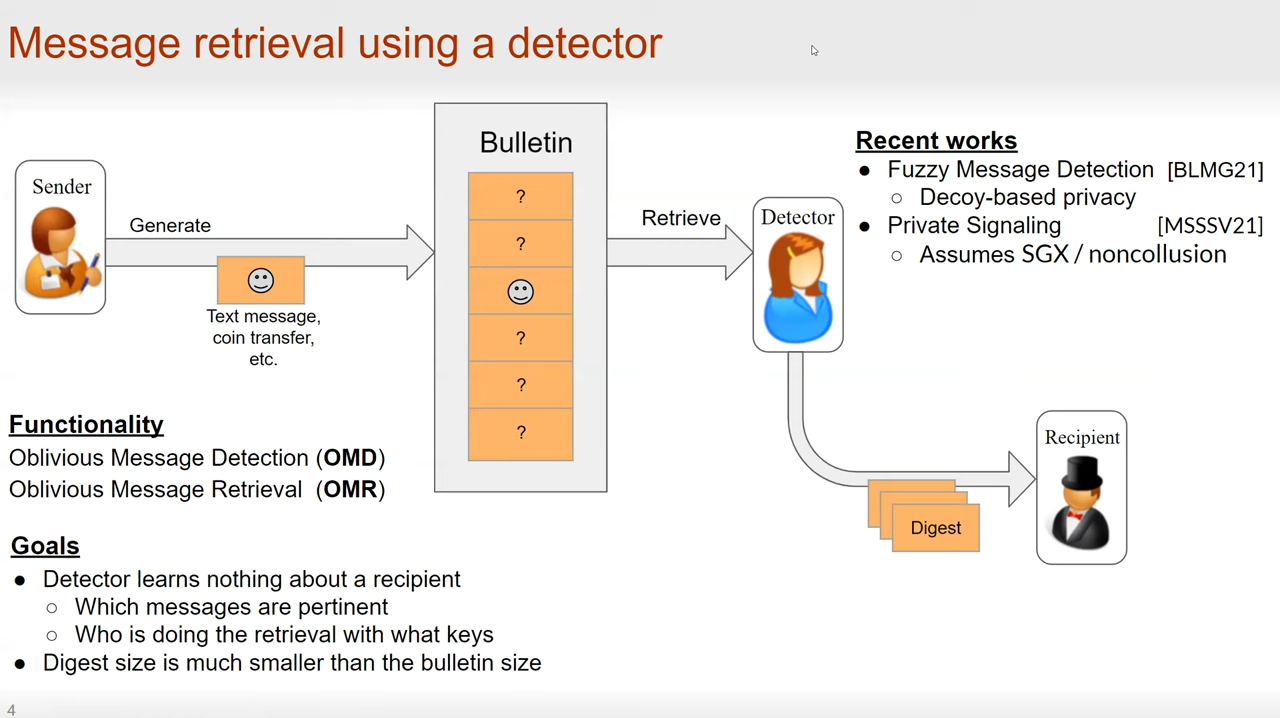 Message retrieval using a detector
Sender
Generate
Text message,
coin transfer,
etc.
Bulletin
?
?
?
?
?
Retrieve
Detector
Recent works
● Fuzzy Message Detection [BLMG21]
○ Decoy-based privacy
● Private Signaling [MSSSV21]
○ Assumes SGX / noncollusion
Recipient
Digest
Functionality
Oblivious Message Detection (OMD)
Oblivious Message Retrieval (OMR)
Goals
● Detector learns nothing about a recipient
○ Which messages are pertinent
○ Who is doing the retrieval with what keys
● Digest size is much smaller than the bulletin size
4